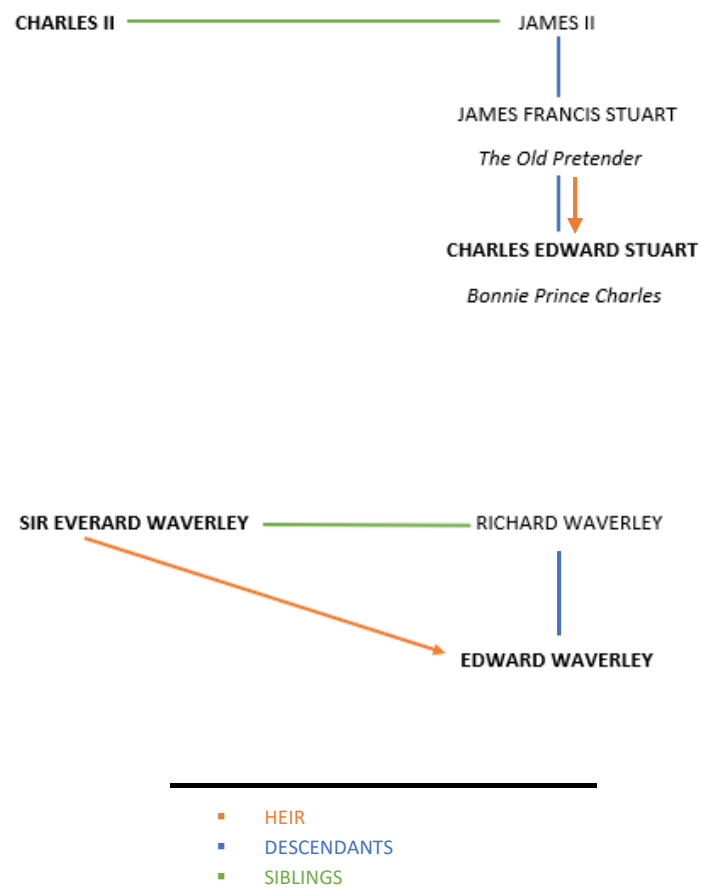 CHARLES II
JAMES II
JAMES FRANCIS STUART
The Old Pretender
CHARLES EDWARD STUART
Bonnie Prince Charles
SIR EVERARD WAVERLEY
RICHARD WAVERLEY
EDWARD WAVERLEY
HEIR
DESCENDANTS
SIBLINGS